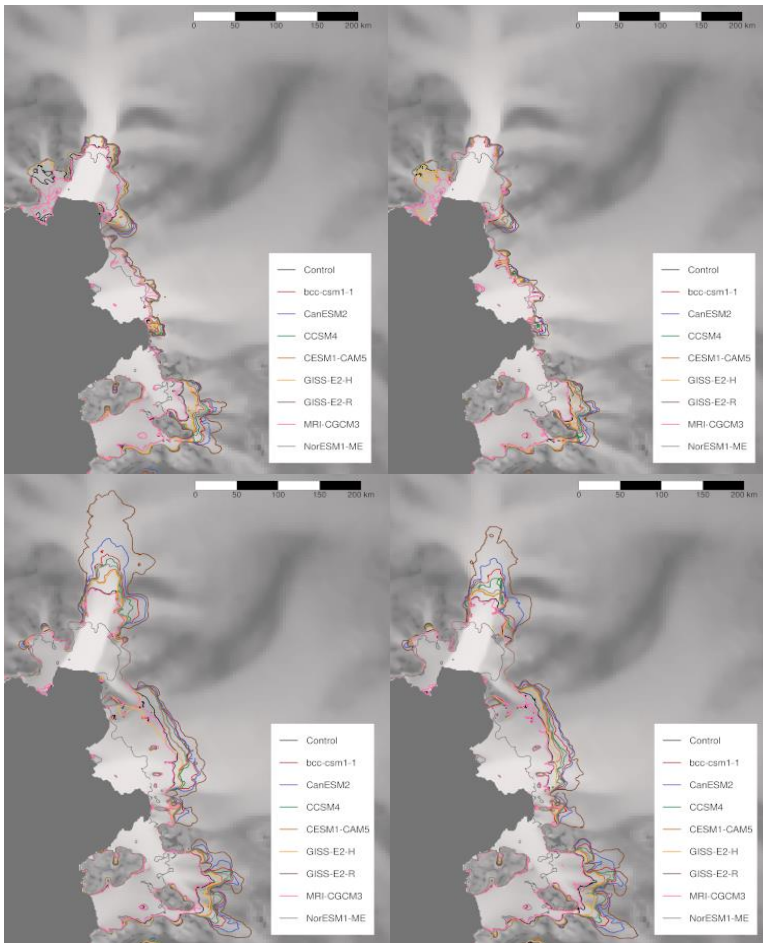 0 50 100 150 200 km
0 50 100 150 200 km
Control
bcc-csm1-1
CanESM2
CCSM4
CESM1-CAM5
GISS-E2-H
GISS-E2-R
MRI-CGCM3
NorESM1-ME
Control
bcc-csm1-1
CanESM2
CCSM4
CESM1-CAM5
GISS-E2-H
GISS-E2-R
MRI-CGCM3
NorESM1-ME
0 50 100 150 200 km
0 50 100 150 200 km
Control
bcc-csm1-1
CanESM2
CCSM4
CESM1-CAM5
GISS-E2-H
GISS-E2-R
MRI-CGCM3
NorESM1-ME
Control
bcc-csm1-1
CanESM2
CCSM4
CESM1-CAM5
GISS-E2-H
GISS-E2-R
MRI-CGCM3
NorESM1-ME